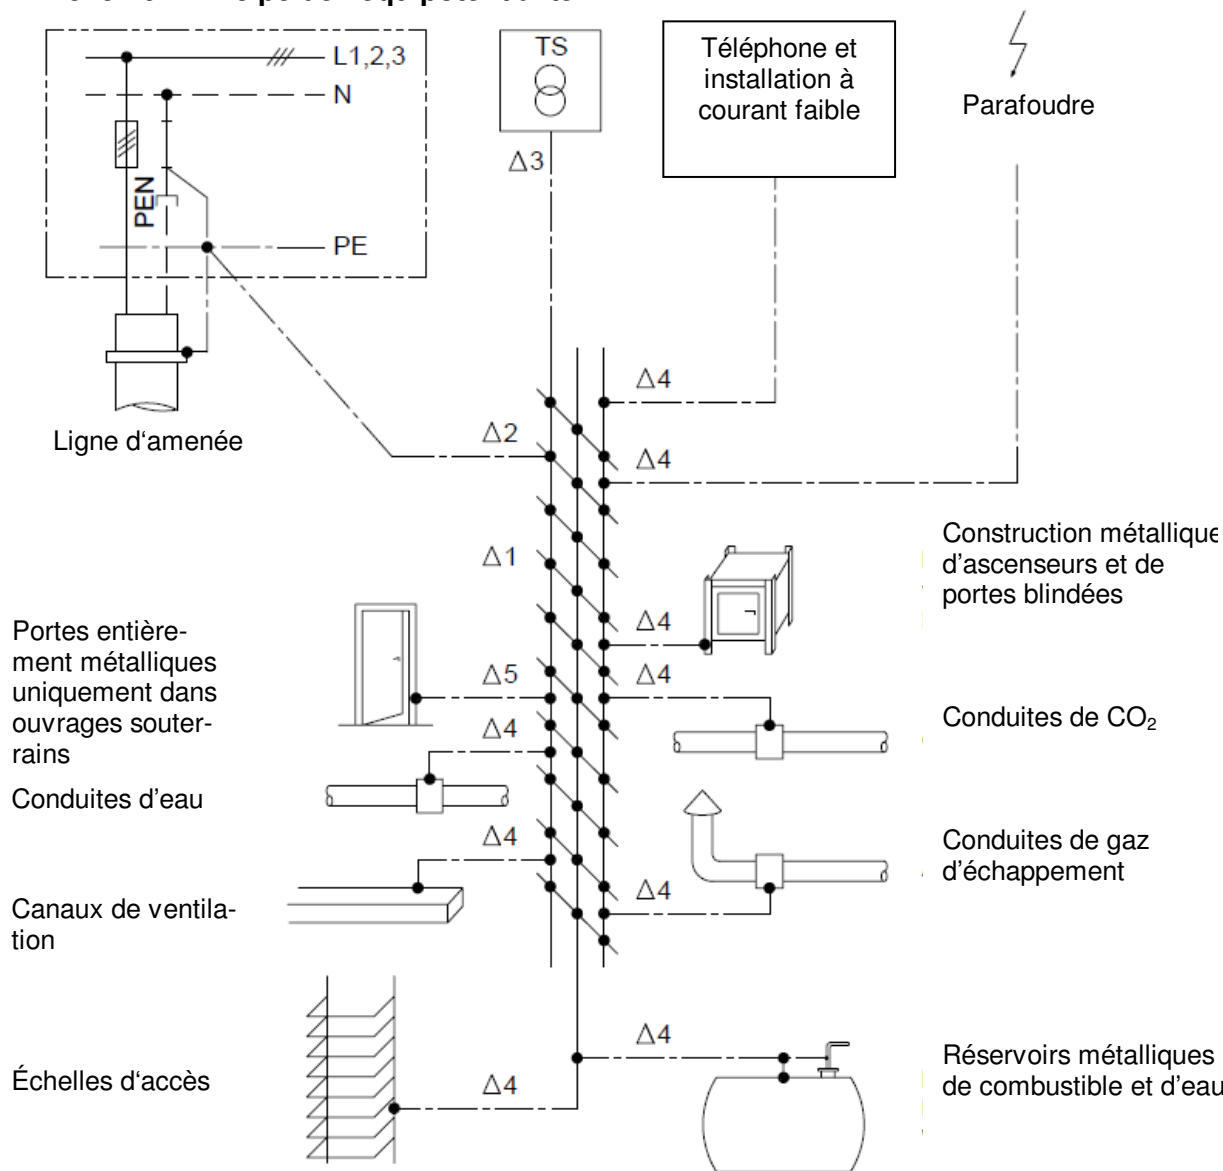 L1,2,3
N
PEN
PE
Ligne d‘amenée
TS
Δ3
Téléphone et
installation à
courant faible
Parafoudre
Δ4
Δ2
Δ4
Δ1
Construction métallique
d’ascenseurs et de
portes blindées
Δ4
Portes entière-
ment métalliques
uniquement dans
ouvrages souter-
rains
Δ5
Δ4
Conduites de CO2
Δ4
Conduites d’eau
Δ4
Conduites de gaz
d’échappement
Δ4
Canaux de ventila-
tion
Δ4
Réservoirs métalliques
de combustible et d’eau
Échelles d‘accès
Δ4